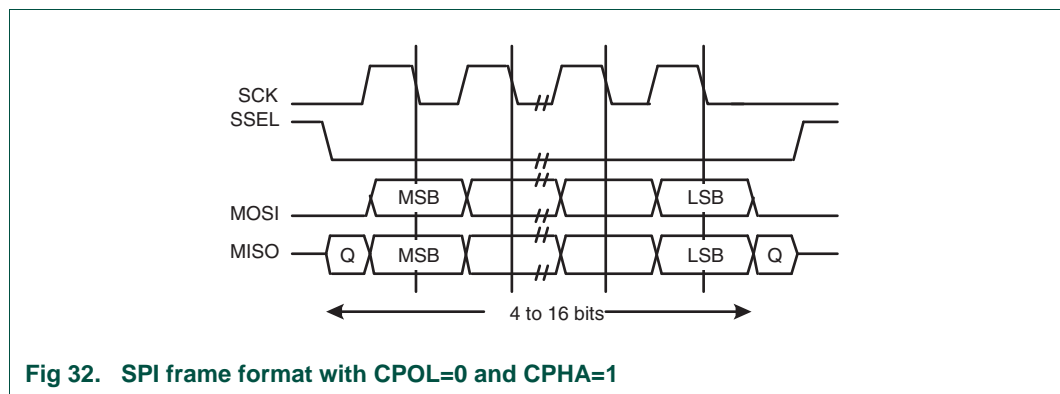 SCK
SSEL
MOSI MSB LSB
MISO Q MSB LSB Q
4 to 16 bits
Fig 32. SPI frame format with CPOL=0 and CPHA=1